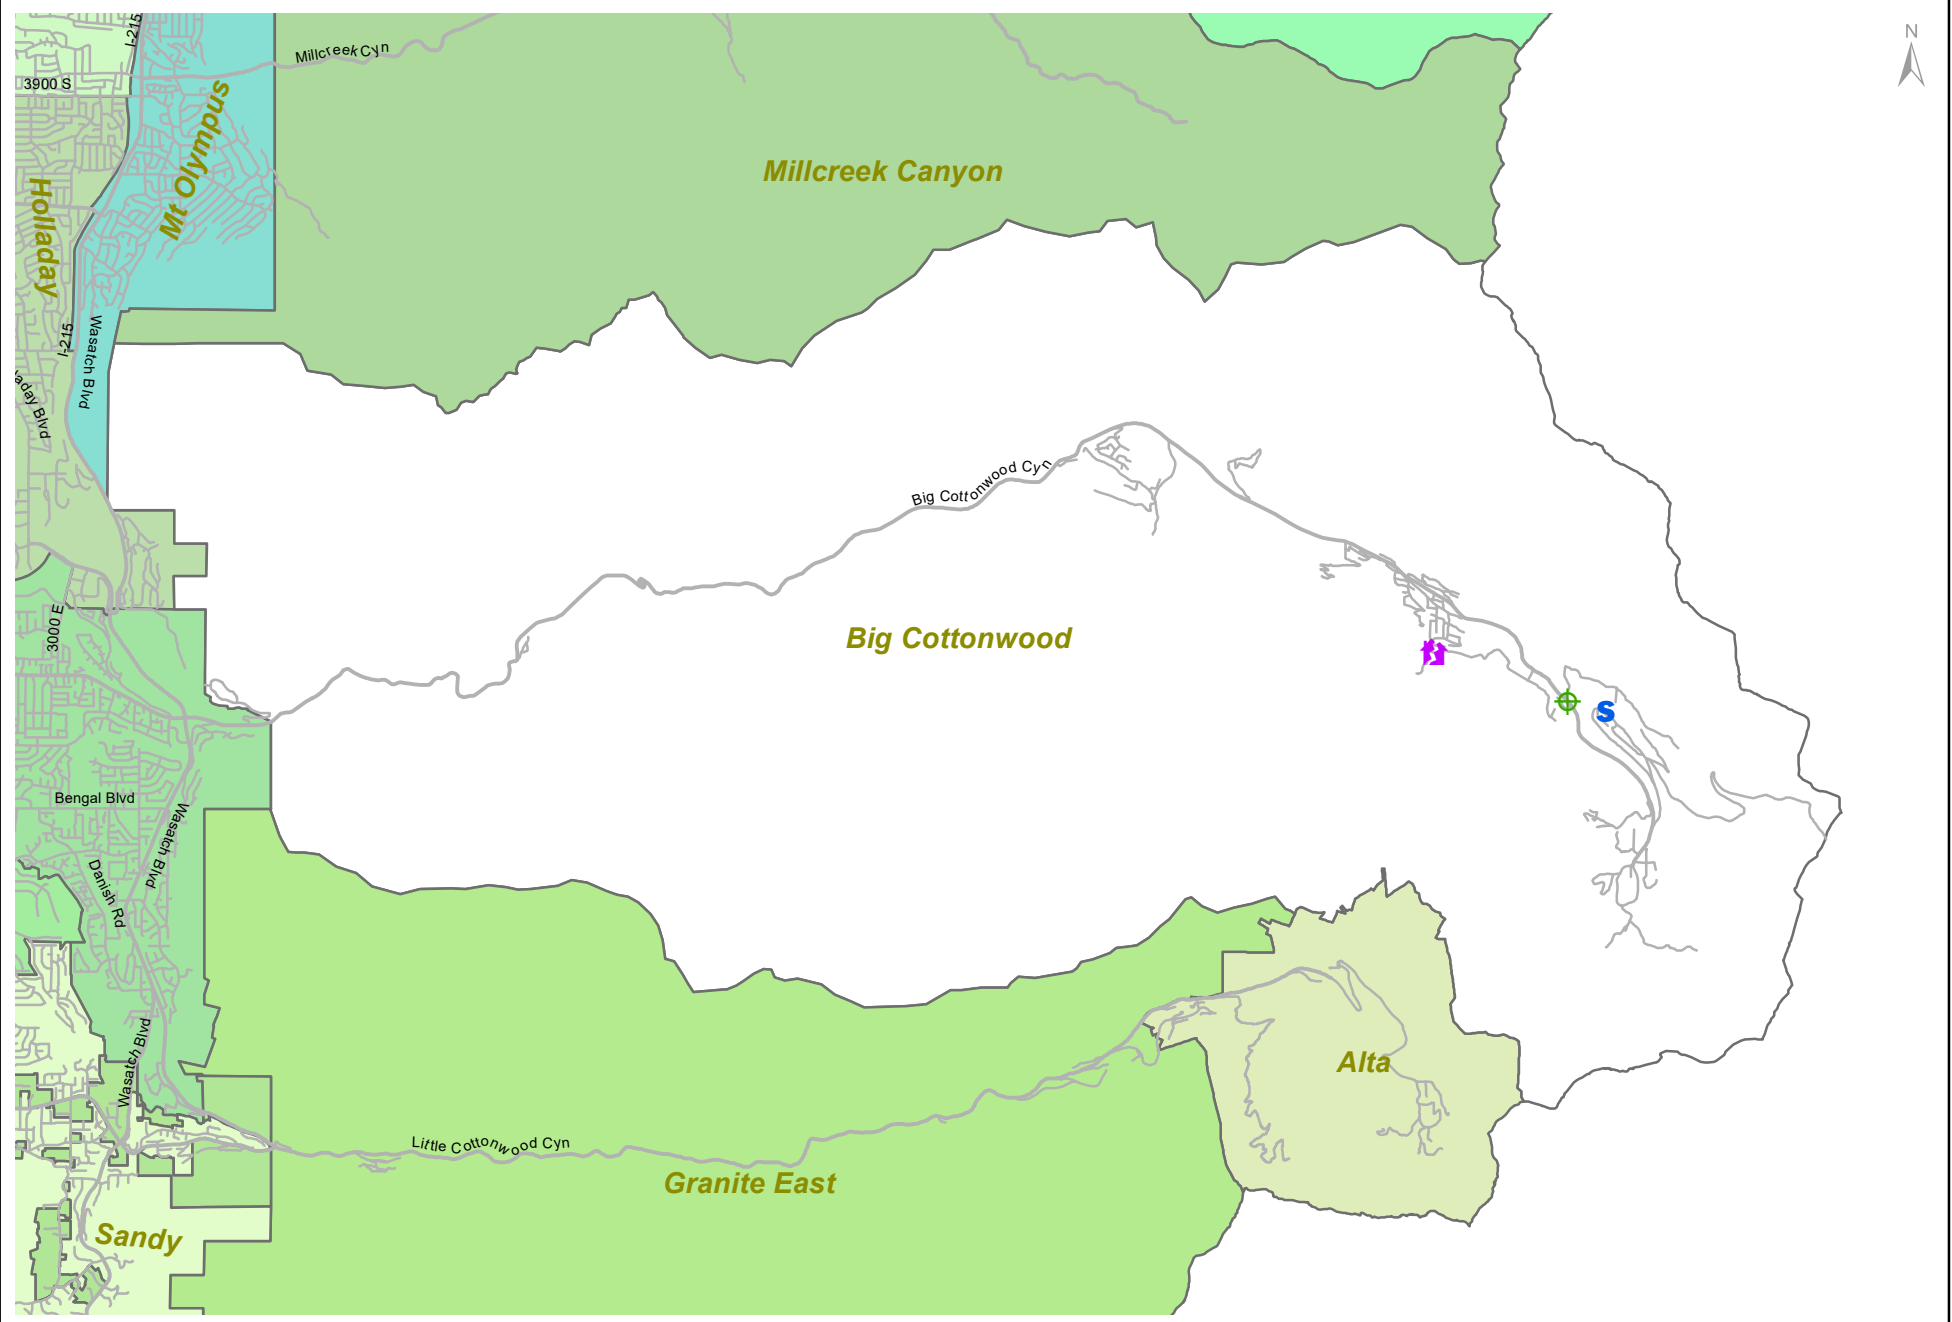 I-215
N
Millcreek Cyn
3900 S
Mt Olympus
Millcreek Canyon
Holladay
I-215
Wasatch Blvd
aday Blvd
Big Cottonwood Cyn
3000 E
Big Cottonwood
S
Bengal Blvd
Wasatch Blvd
Danish Rd
Wasatch Blvd
Alta
Little Cottonwood Cyn
Granite East
Sandy